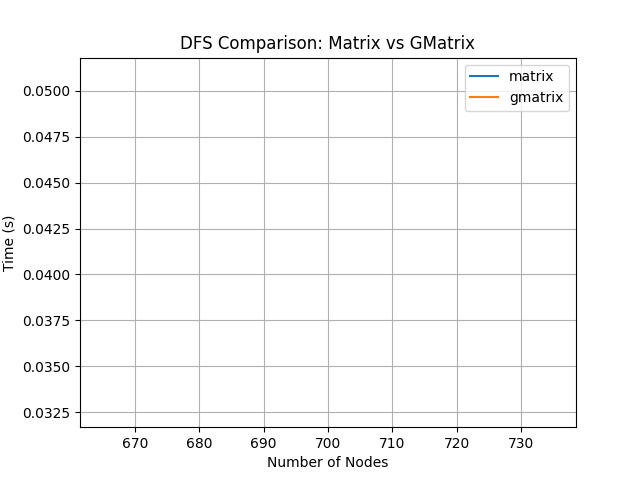 DFS Comparison: Matrix vs GMatrix
matrix
gmatrix
0.0500
0.0475
0.0450
0.0425
0.0400
0.0375
0.0350
0.0325
Time (s)
670 680 690 700 710 720 730
Number of Nodes